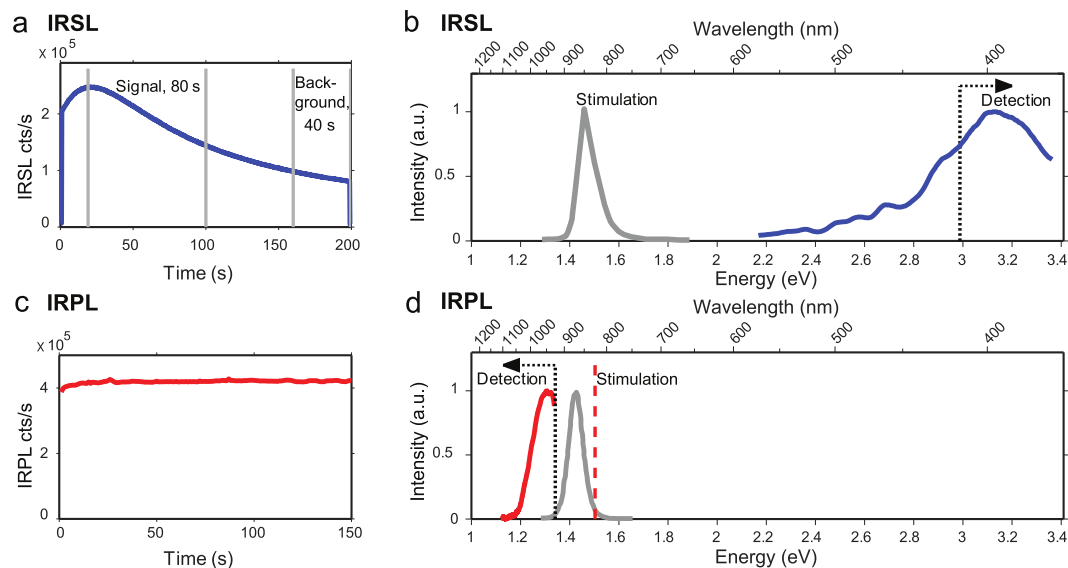 a IRSL
x 10⁵
Signal, 80 s
Back-
ground,
40 s
IRSL cts/s
2
1
0
0 50 100 150 200
Time (s)
b IRSL
Wavelength (nm)
1200 1100 1000 900 800 700 600 500 400
Stimulation
Detection
Intensity (a.u.)
1
0.5
0
1 1.2 1.4 1.6 1.8 2 2.2 2.4 2.6 2.8 3 3.2 3.4
Energy (eV)
c IRPL
x 10⁵
IRPL cts/s
4
2
0
0 50 100 150
Time (s)
d IRPL
Wavelength (nm)
1200 1100 1000 900 800 700 600 500 400
Detection
Stimulation
Intensity (a.u.)
1
0.5
0
1 1.2 1.4 1.6 1.8 2 2.2 2.4 2.6 2.8 3 3.2 3.4
Energy (eV)